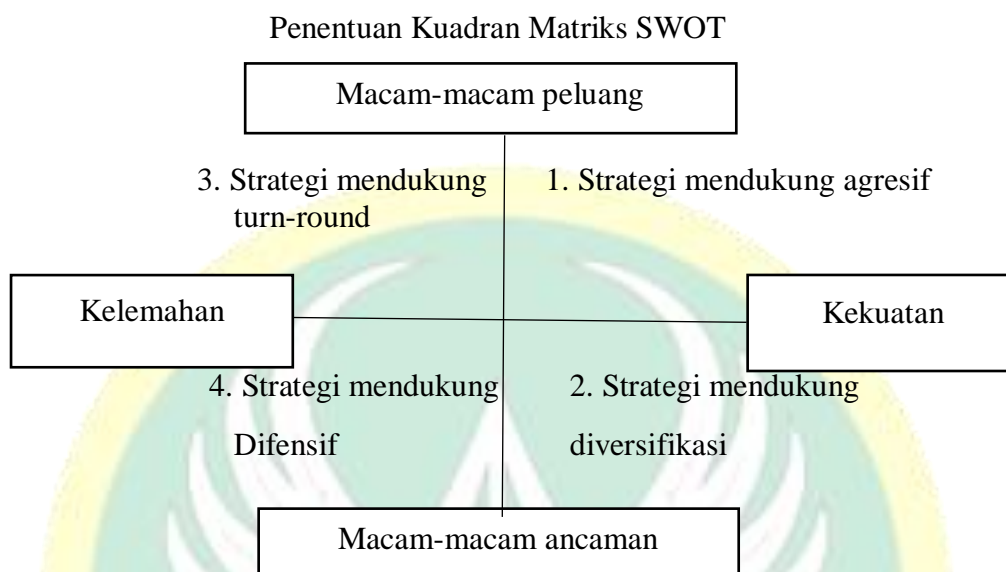 Penentuan Kuadran Matriks SWOT
Macam-macam peluang
3. Strategi mendukung
turn-round
1. Strategi mendukung agresif
Kelemahan
Kekuatan
4. Strategi mendukung
Difensif
2. Strategi mendukung
diversifikasi
Macam-macam ancaman